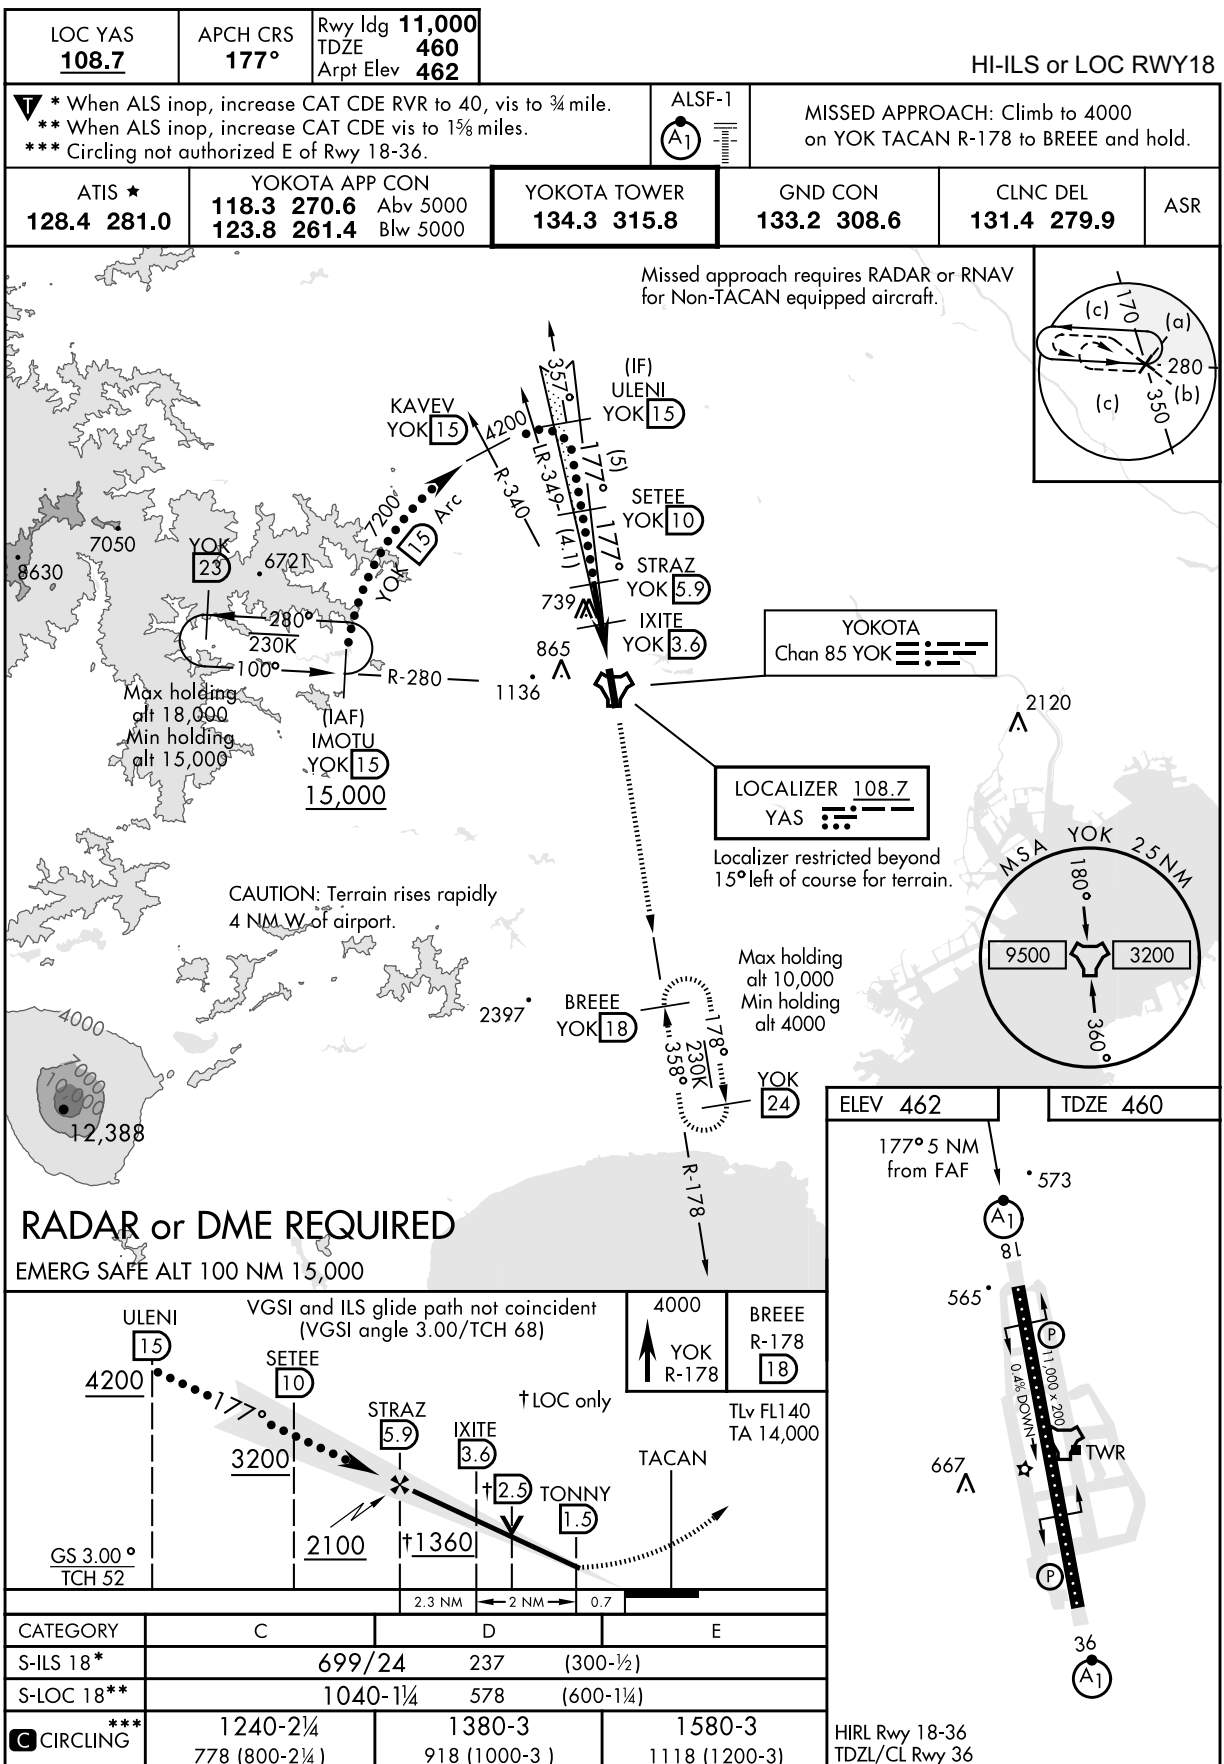 LOC YAS
108.7
APCH CRS
177°
Rwy ldg 11,000
TDZE 460
Arpt Elev 462
HI-ILS or LOC RWY18
T * When ALS inop, increase CAT CDE RVR to 40, vis to ¾ mile.
** When ALS inop, increase CAT CDE vis to 1⅝ miles.
*** Circling not authorized E of Rwy 18-36.
ALSF-1
A1
MISSED APPROACH: Climb to 4000
on YOK TACAN R-178 to BREEE and hold.
ATIS ★
128.4 281.0
YOKOTA APP CON
118.3 270.6 Abv 5000
123.8 261.4 Blw 5000
YOKOTA TOWER
134.3 315.8
GND CON
133.2 308.6
CLNC DEL
131.4 279.9
ASR
Missed approach requires RADAR or RNAV
for Non-TACAN equipped aircraft.
170
(c)
(a)
280
(b)
(c)
350
357°
(IF)
ULENI
YOK 15
KAVEV
YOK 15
4200
LR-349
R-340
(5)
177°
SETEE
YOK 10
7200
YOK 15 Arc
(4.1)
177°
STRAZ
YOK 5.9
7050
YOK
23
6721
8630
739
IXITE
YOK 3.6
280°
230K
100°
865
R-280
1136
YOKOTA
Chan 85 YOK
Max holding
alt 18,000
Min holding
alt 15,000
(IAF)
IMOTU
YOK 15
15,000
2120
LOCALIZER 108.7
YAS
Localizer restricted beyond
15° left of course for terrain.
MSA YOK 25NM
180°
9500
3200
360°
CAUTION: Terrain rises rapidly
4 NM W of airport.
Max holding
alt 10,000
Min holding
alt 4000
2397
BREEE
YOK 18
178°
230K
358°
YOK
24
R-178
4000
7000
10000
12,388
RADAR or DME REQUIRED
EMERG SAFE ALT 100 NM 15,000
ELEV 462
TDZE 460
177° 5 NM
from FAF
573
A1
18
565
P
11,000 x 200
0.4% DOWN
TWR
667
P
36
A1
HIRL Rwy 18-36
TDZL/CL Rwy 36
VGSI and ILS glide path not coincident
(VGSI angle 3.00/TCH 68)
4000
YOK
R-178
BREEE
R-178
18
ULENI
15
4200
SETEE
10
177°
3200
STRAZ
5.9
†LOC only
TLv FL140
TA 14,000
IXITE
3.6
†2.5
TONNY
1.5
TACAN
2100
†1360
GS 3.00°
TCH 52
2.3 NM
2 NM
0.7
CATEGORY C D E
S-ILS 18* 699/24 237 (300-½)
S-LOC 18** 1040-1¼ 578 (600-1¼)
C CIRCLING*** 1240-2¼ 1380-3 1580-3
778 (800-2¼) 918 (1000-3) 1118 (1200-3)